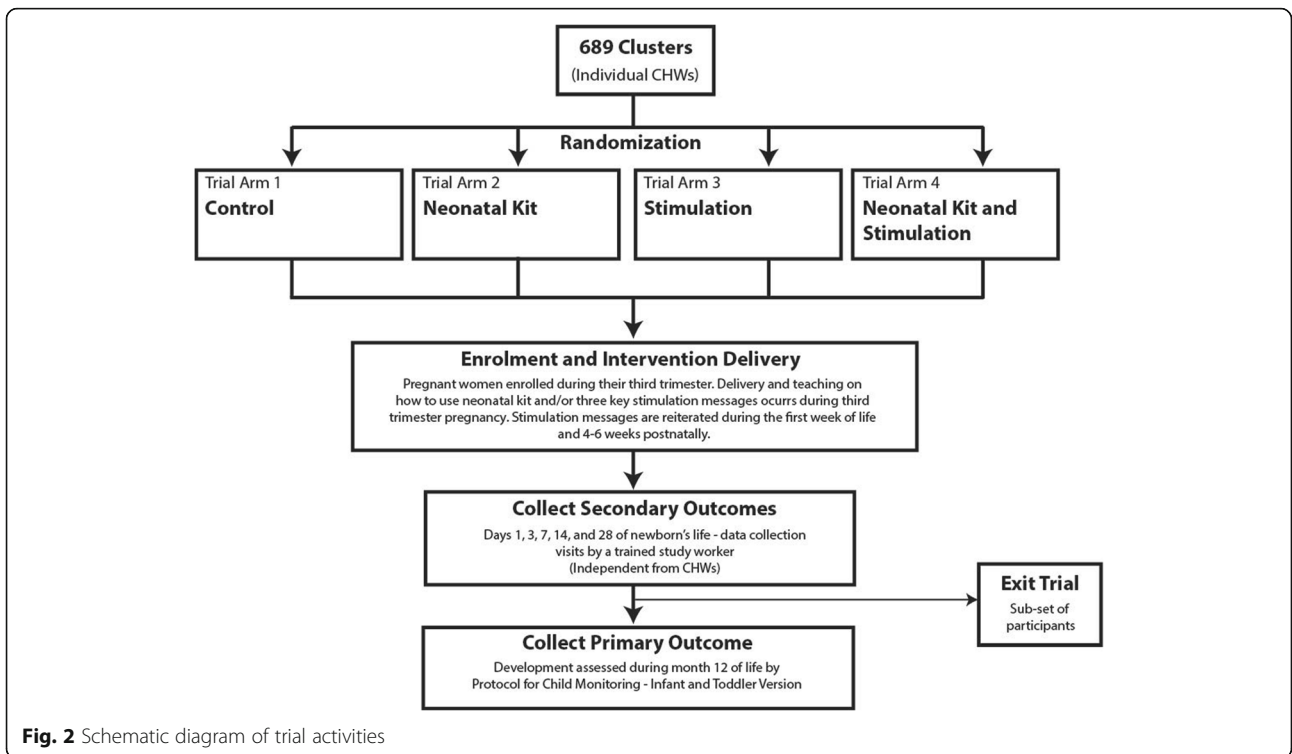 689 Clusters
(Individual CHWs)
Randomization
Trial Arm 1
Control
Trial Arm 2
Neonatal Kit
Trial Arm 3
Stimulation
Trial Arm 4
Neonatal Kit and
Stimulation
Enrolment and Intervention Delivery
Pregnant women enrolled during their third trimester. Delivery and teaching on
how to use neonatal kit and/or three key stimulation messages ocurrs during third
trimester pregnancy. Stimulation messages are reiterated during the first week of life
and 4-6 weeks postnatally.
Collect Secondary Outcomes
Days 1, 3, 7, 14, and 28 of newborn's life - data collection
visits by a trained study worker
(Independent from CHWs)
Exit Trial
Sub-set of
participants
Collect Primary Outcome
Development assessed during month 12 of life by
Protocol for Child Monitoring - Infant and Toddler Version
Fig. 2 Schematic diagram of trial activities